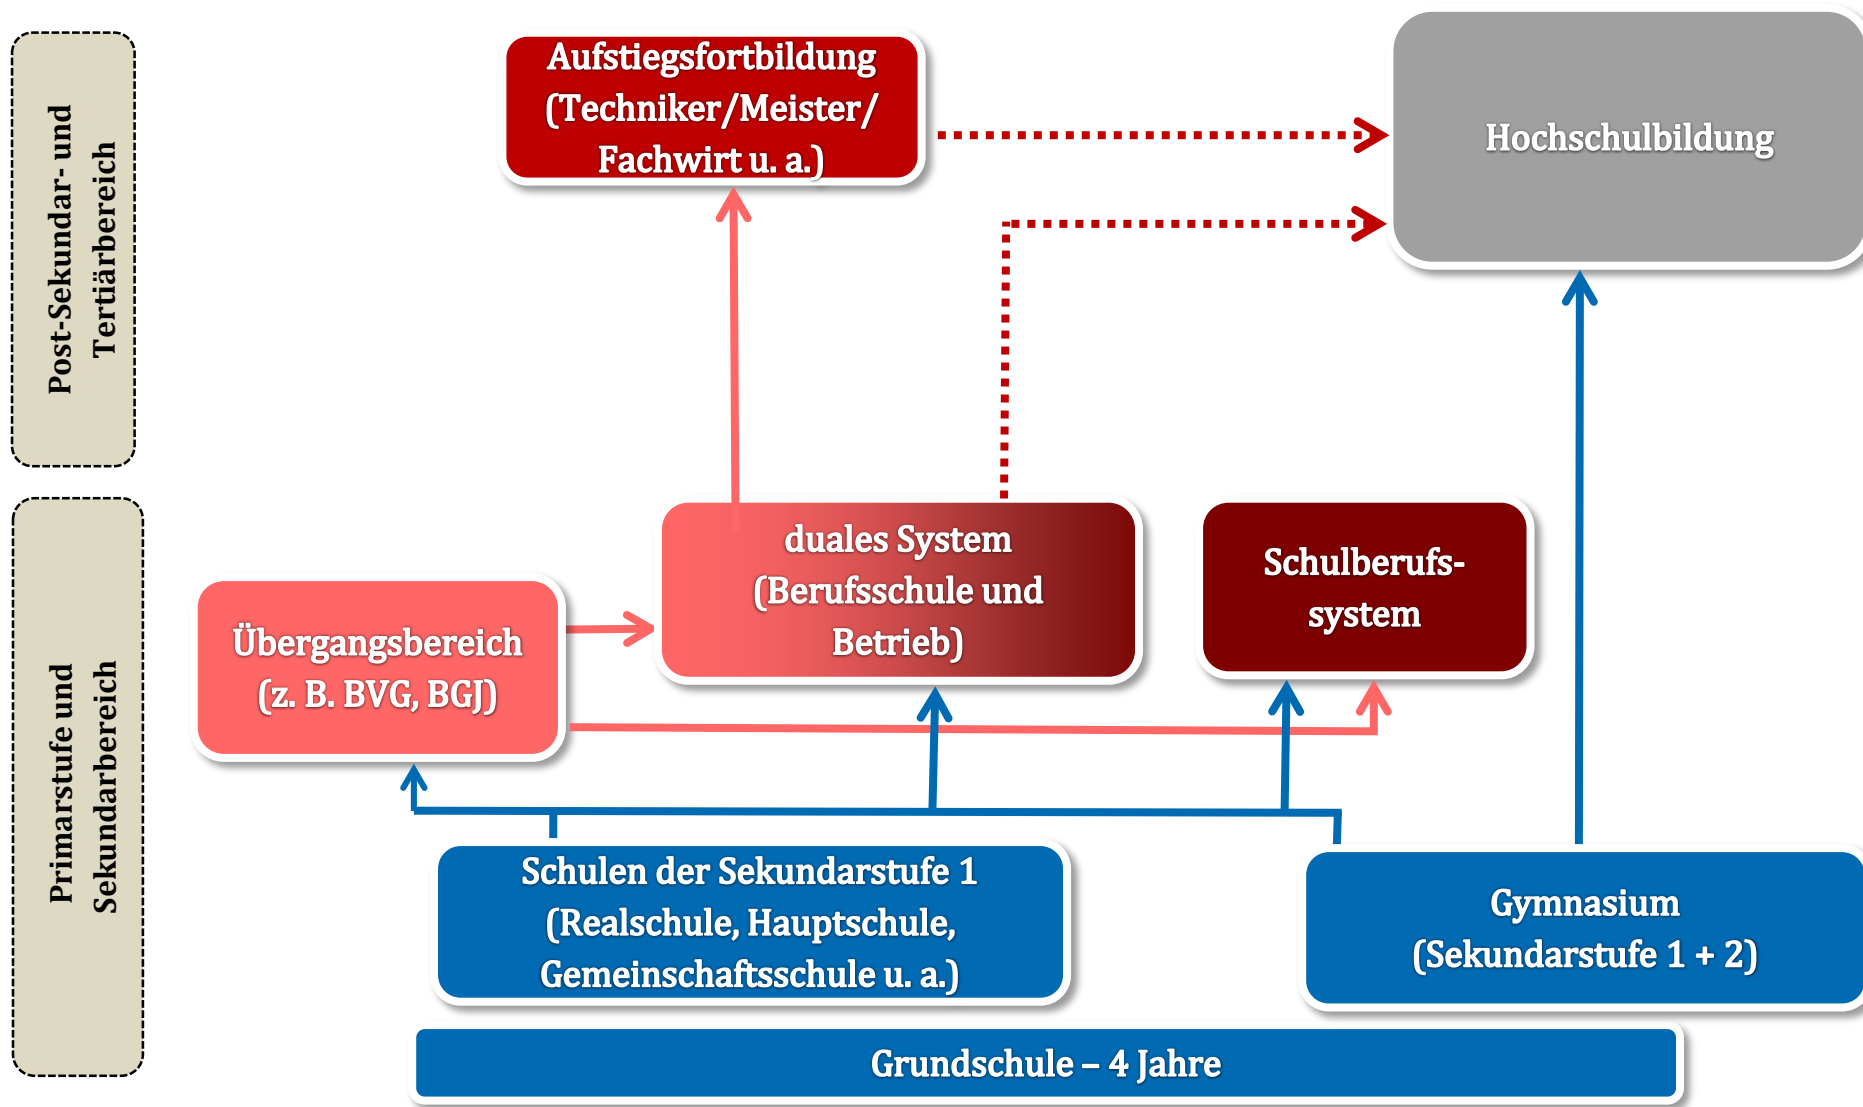 Post-Sekundar- und
Tertiärbereich
Aufstiegsfortbildung
(Techniker/Meister/
Fachwirt u. a.)
Hochschulbildung
Primarstufe und
Sekundarbereich
duales System
(Berufsschule und
Betrieb)
Schulberufs-
system
Übergangsbereich
(z. B. BVG, BGJ)
Schulen der Sekundarstufe 1
(Realschule, Hauptschule,
Gemeinschaftsschule u. a.)
Gymnasium
(Sekundarstufe 1 + 2)
Grundschule – 4 Jahre